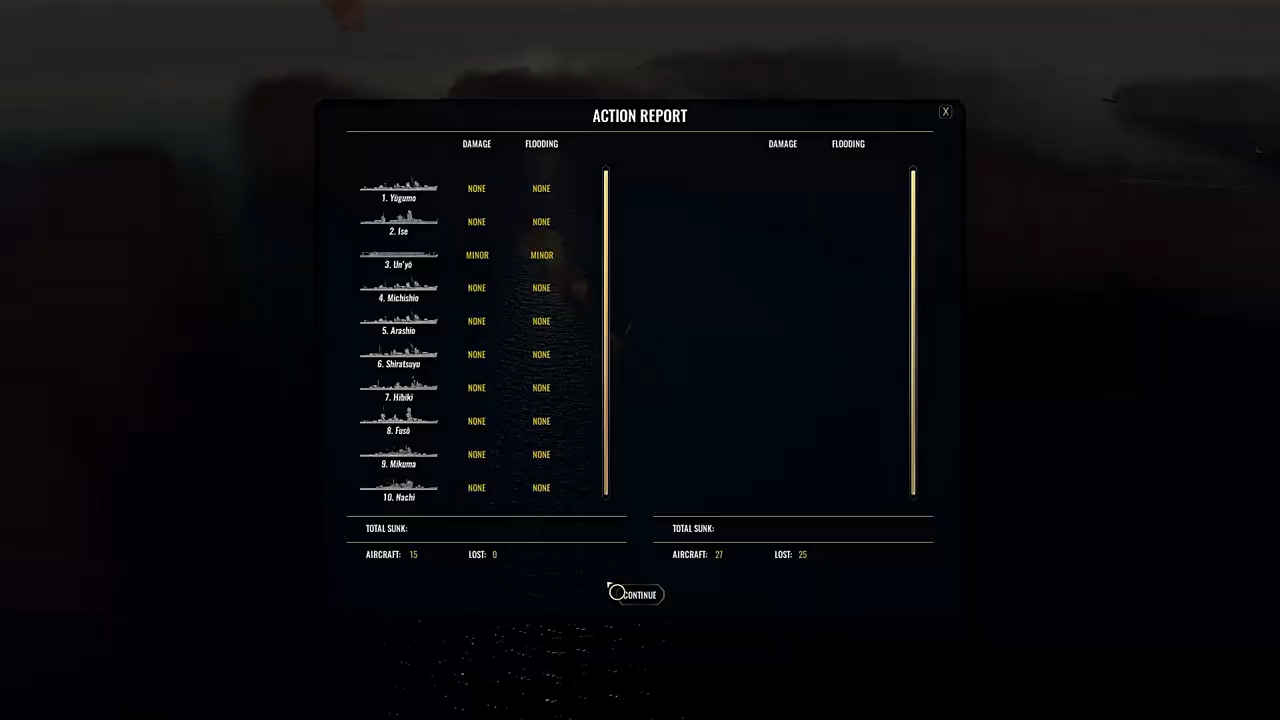 ACTION REPORT
X
DAMAGE FLOODING
DAMAGE FLOODING
NONE NONE
1. Yūgumo
NONE NONE
2. Ise
MINOR MINOR
3. Un'yō
NONE NONE
4. Michishio
NONE NONE
5. Arashio
NONE NONE
6. Shiratsuyu
NONE NONE
7. Hibiki
NONE NONE
8. Fusō
NONE NONE
9. Mikuma
NONE NONE
10. Nachi
TOTAL SUNK:
TOTAL SUNK:
AIRCRAFT: 15 LOST: 0
AIRCRAFT: 27 LOST: 25
CONTINUE